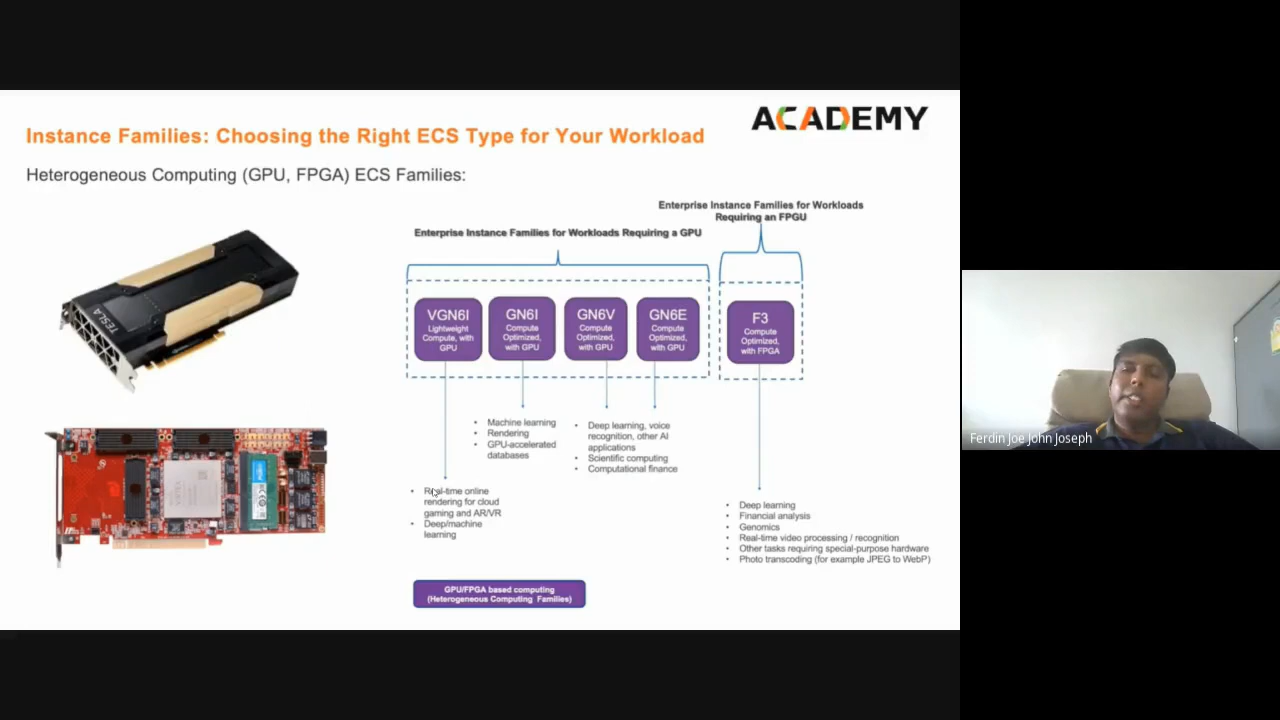 ACADEMY
Instance Families: Choosing the Right ECS Type for Your Workload
Heterogeneous Computing (GPU, FPGA) ECS Families:
Enterprise Instance Families for Workloads
Requiring an FPGU
Enterprise Instance Families for Workloads Requiring a GPU
VGN6I
Lightweight
Compute, with
GPU
GN6I
Compute
Optimized,
with GPU
GN6V
Compute
Optimized,
with GPU
GN6E
Compute
Optimized,
with GPU
F3
Compute
Optimized,
with FPGA
TESLA
• Machine learning
• Rendering
• GPU-accelerated
databases
• Deep learning, voice
recognition, other AI
applications
• Scientific computing
• Computational finance
• Real-time online
rendering for cloud
gaming and AR/VR
• Deep/machine
learning
• Deep learning
• Financial analysis
• Genomics
• Real-time video processing / recognition
• Other tasks requiring special-purpose hardware
• Photo transcoding (for example JPEG to WebP)
GPU/FPGA based computing
(Heterogeneous Computing Families)
Ferdin Joe John Joseph